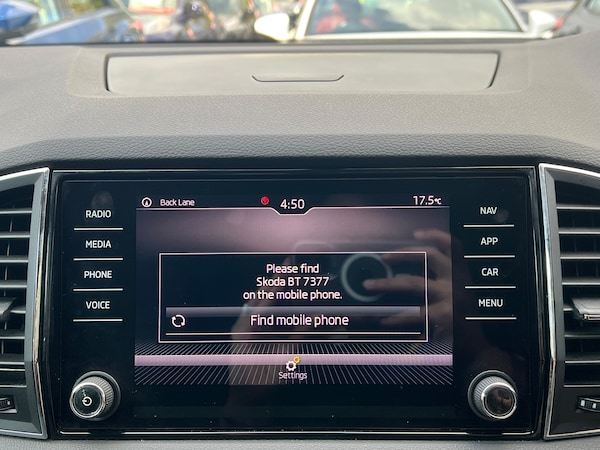 Back Lane 4:50 17.5°C
RADIO
MEDIA
PHONE
VOICE
Please find
Skoda BT 7377
on the mobile phone.
Find mobile phone
Settings
NAV
APP
CAR
MENU